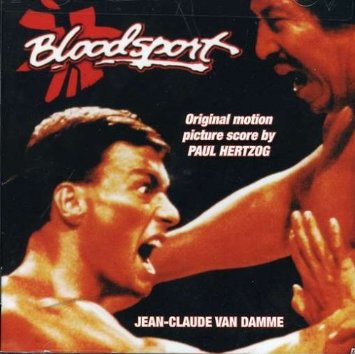 Bloodsport
Original motion
picture score by
PAUL HERTZOG
JEAN-CLAUDE VAN DAMME